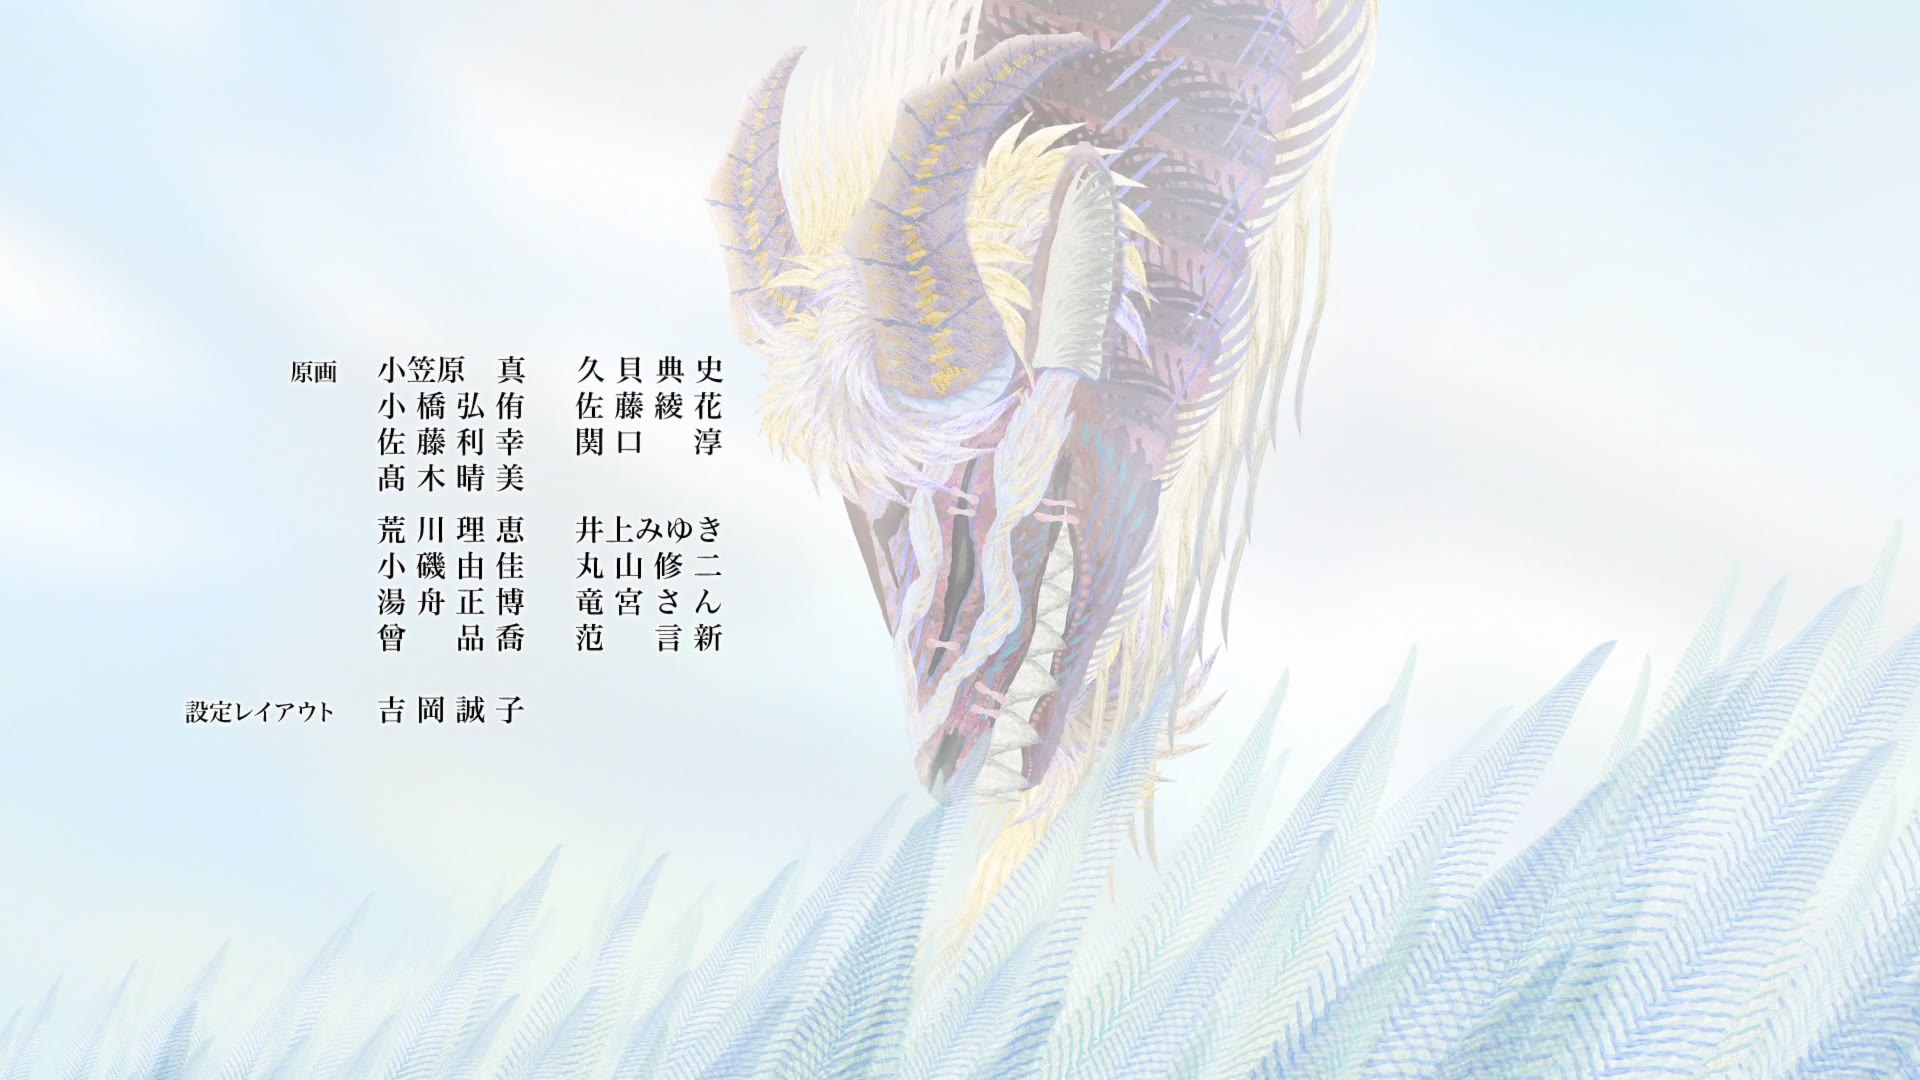 原画 小笠原 真 久貝典史
小橋弘侑 佐藤綾花
佐藤利幸 関口 淳
髙木晴美
荒川理恵 井上みゆき
小磯由佳 丸山修二
湯舟正博 竜宮さん
曾 品喬 范 言新
設定レイアウト 吉岡誠子